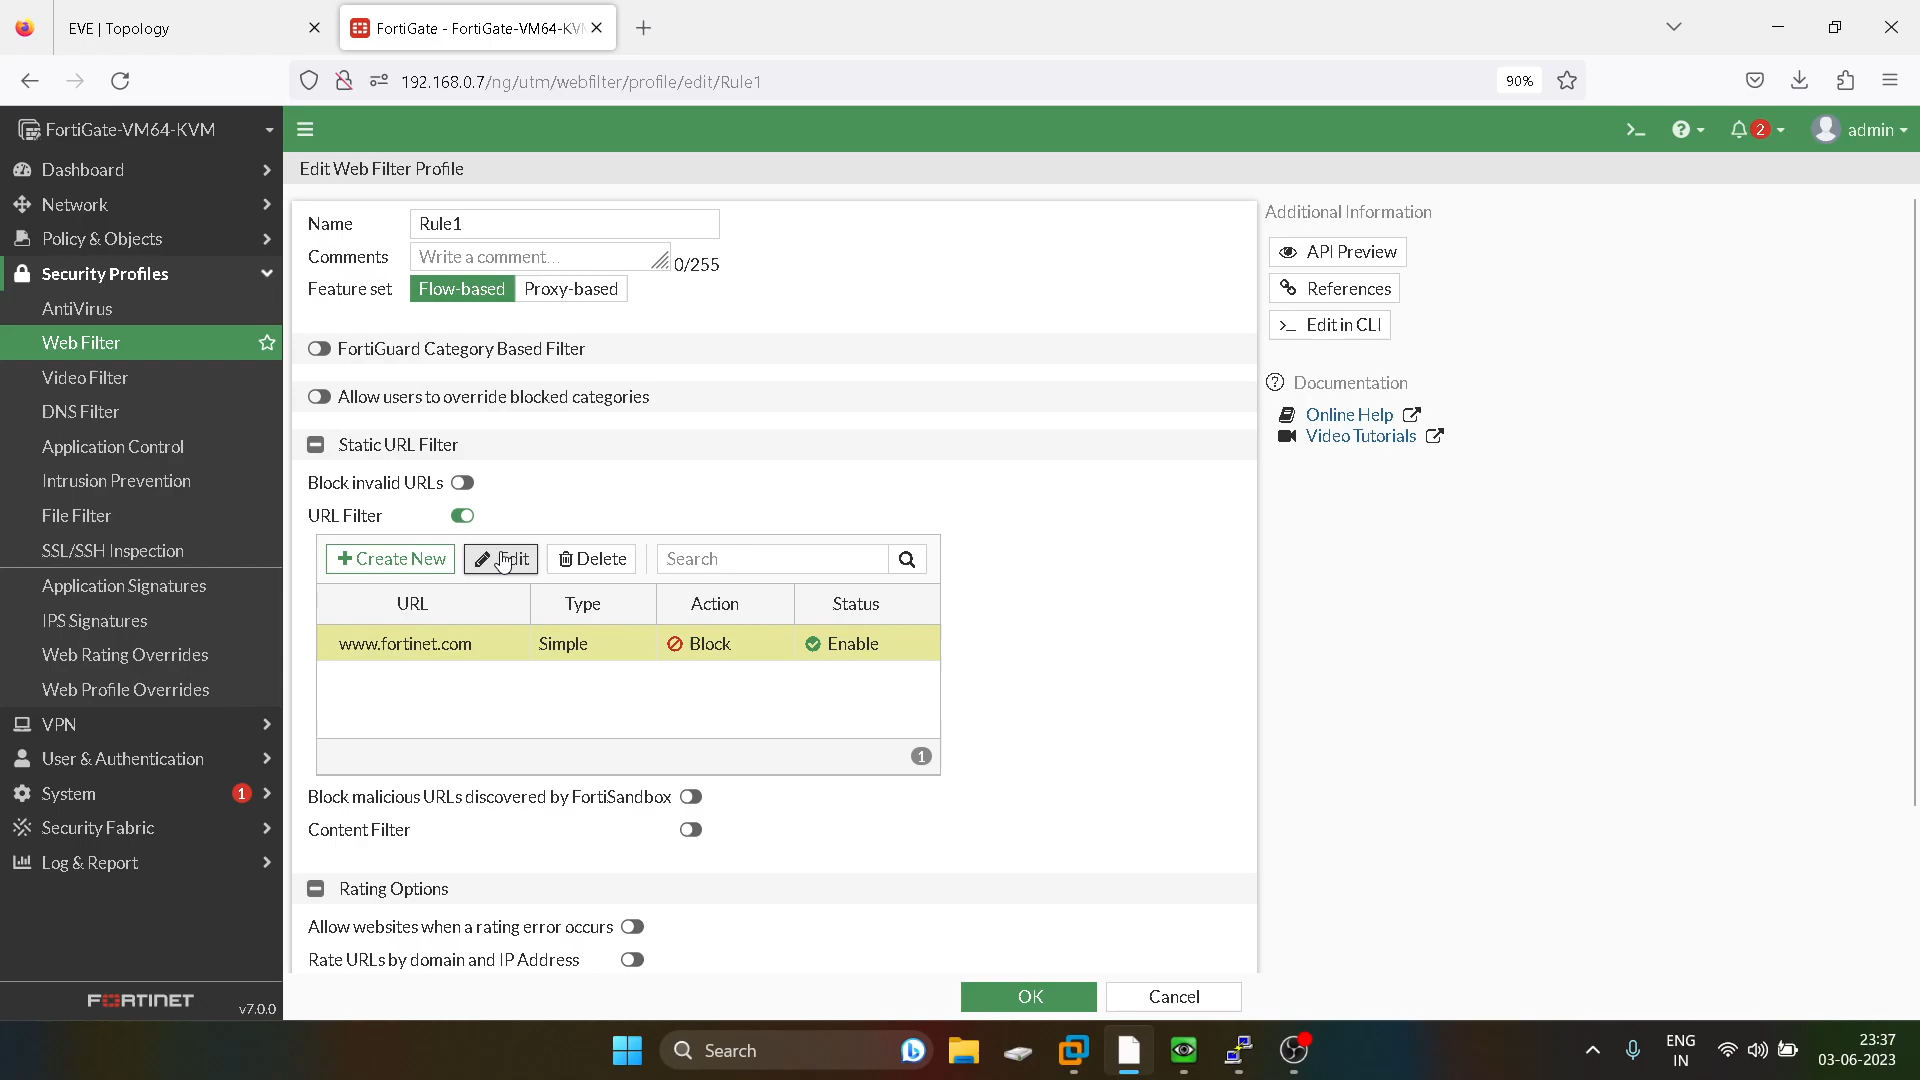 EVE | Topology
FortiGate - FortiGate-VM64-KV
192.168.0.7/ng/utm/webfilter/profile/edit/Rule1
90%
FortiGate-VM64-KVM
2
admin
Dashboard
Network
Policy & Objects
Security Profiles
AntiVirus
Web Filter
Video Filter
DNS Filter
Application Control
Intrusion Prevention
File Filter
SSL/SSH Inspection
Application Signatures
IPS Signatures
Web Rating Overrides
Web Profile Overrides
VPN
User & Authentication
System 1
Security Fabric
Log & Report
FORTINET v7.0.0
Edit Web Filter Profile
Name Rule1
Comments Write a comment... 0/255
Feature set Flow-based Proxy-based
FortiGuard Category Based Filter
Allow users to override blocked categories
Static URL Filter
Block invalid URLs
URL Filter
+ Create New Edit Delete Search
URL Type Action Status
www.fortinet.com Simple Block Enable
1
Block malicious URLs discovered by FortiSandbox
Content Filter
Rating Options
Allow websites when a rating error occurs
Rate URLs by domain and IP Address
OK Cancel
Additional Information
API Preview
References
>_ Edit in CLI
Documentation
Online Help
Video Tutorials
Search
ENG
IN
23:37
03-06-2023